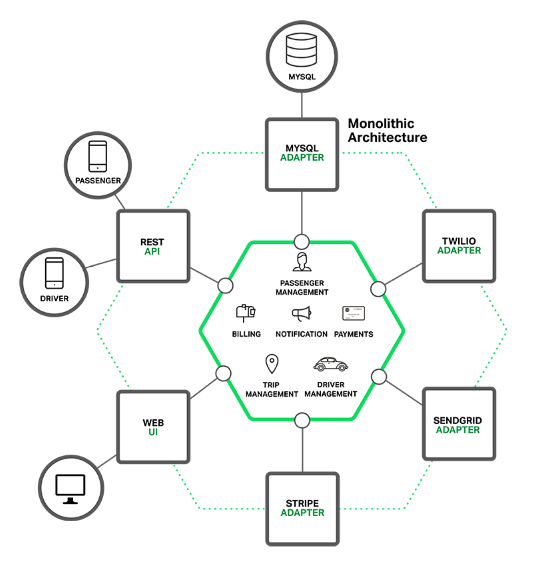 MYSQL
Monolithic
Architecture
MYSQL
ADAPTER
PASSENGER
REST
API
TWILIO
ADAPTER
DRIVER
PASSENGER
MANAGEMENT
BILLING
NOTIFICATION
PAYMENTS
TRIP
MANAGEMENT
DRIVER
MANAGEMENT
WEB
UI
SENDGRID
ADAPTER
STRIPE
ADAPTER